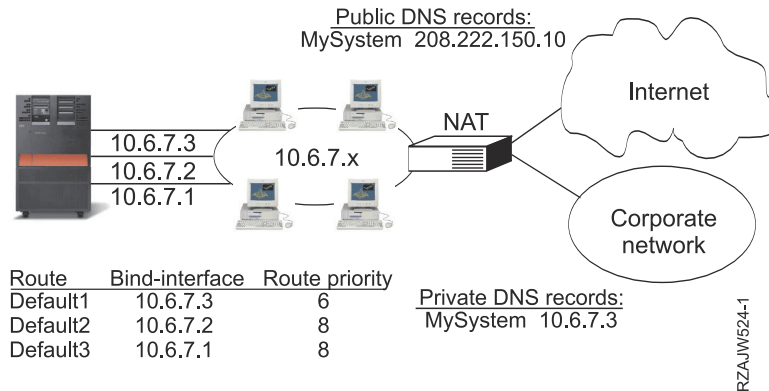 Public DNS records:
MySystem 208.222.150.10
Internet
NAT
10.6.7.3
10.6.7.2
10.6.7.1
10.6.7.x
Corporate
network
Route Bind-interface Route priority
Default1 10.6.7.3 6
Default2 10.6.7.2 8
Default3 10.6.7.1 8
Private DNS records:
MySystem 10.6.7.3
RZAJW524-1